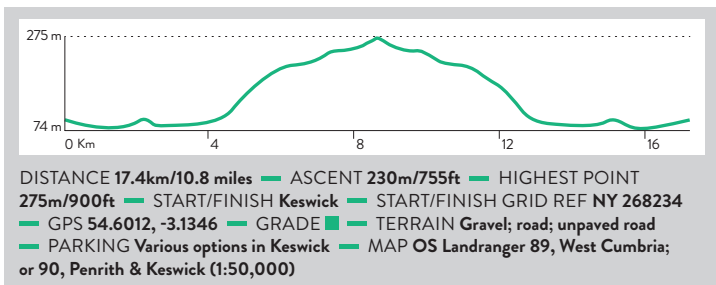 275 m
74 m
0 Km 4 8 12 16
DISTANCE 17.4km/10.8 miles — ASCENT 230m/755ft — HIGHEST POINT
275m/900ft — START/FINISH Keswick — START/FINISH GRID REF NY 268234
— GPS 54.6012, -3.1346 — GRADE — TERRAIN Gravel; road; unpaved road
— PARKING Various options in Keswick — MAP OS Landranger 89, West Cumbria;
or 90, Penrith & Keswick (1:50,000)